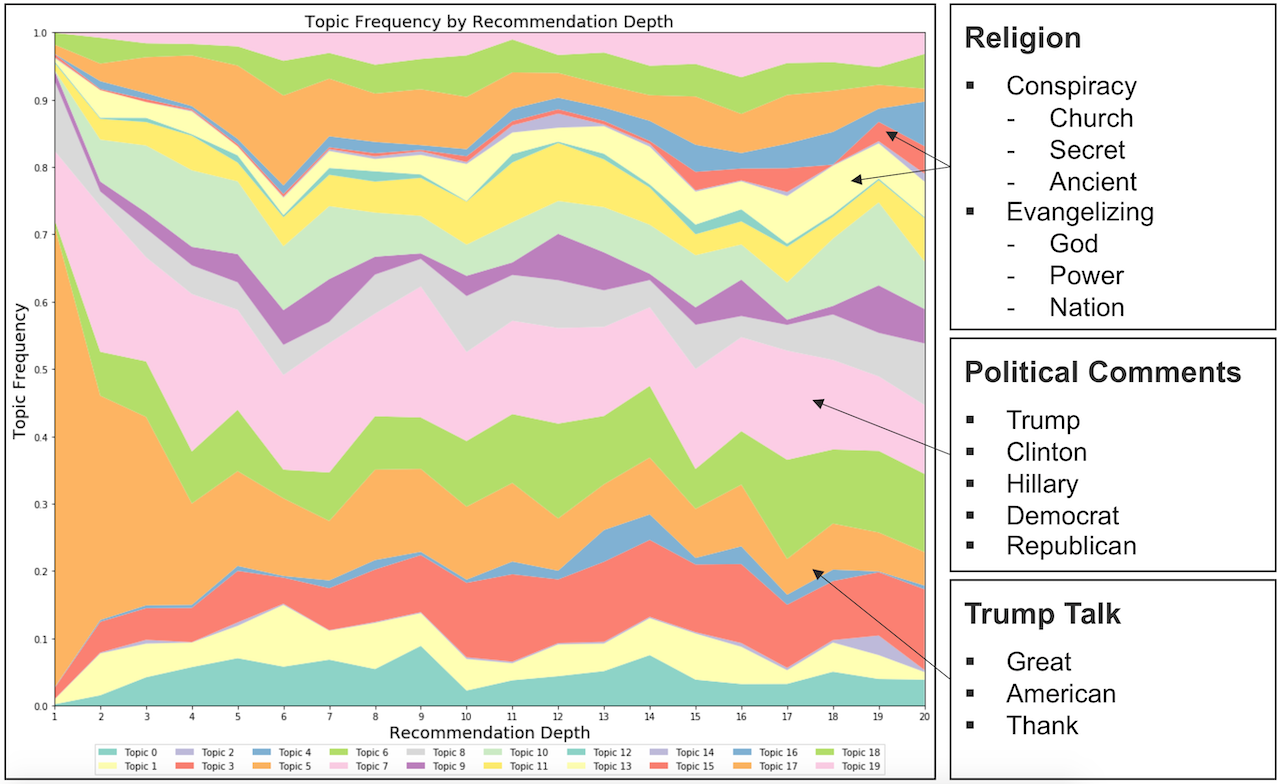 Topic Frequency by Recommendation Depth
1.0
0.9
0.8
0.7
0.6
0.5
0.4
0.3
0.2
0.1
0.0
Topic Frequency
1 2 3 4 5 6 7 8 9 10 11 12 13 14 15 16 17 18 19 20
Recommendation Depth
Topic 0 Topic 2 Topic 4 Topic 6 Topic 8 Topic 10 Topic 12 Topic 14 Topic 16 Topic 18
Topic 1 Topic 3 Topic 5 Topic 7 Topic 9 Topic 11 Topic 13 Topic 15 Topic 17 Topic 19
Religion
▪ Conspiracy
- Church
- Secret
- Ancient
▪ Evangelizing
- God
- Power
- Nation
Political Comments
▪ Trump
▪ Clinton
▪ Hillary
▪ Democrat
▪ Republican
Trump Talk
▪ Great
▪ American
▪ Thank